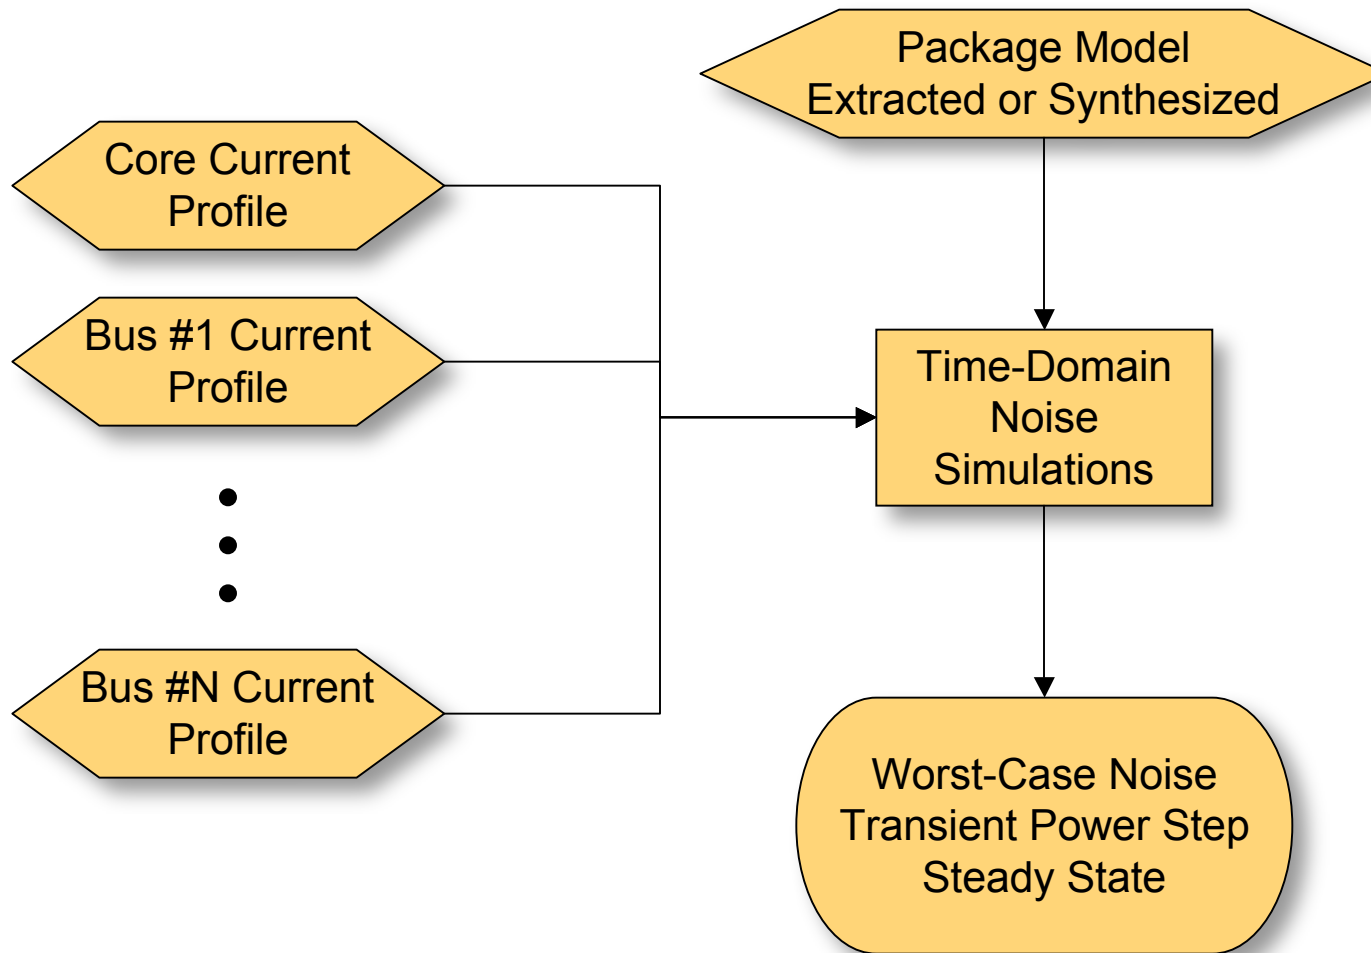 Package Model
Extracted or Synthesized
Core Current
Profile
Bus #1 Current
Profile
Time-Domain
Noise
Simulations
Bus #N Current
Profile
Worst-Case Noise
Transient Power Step
Steady State